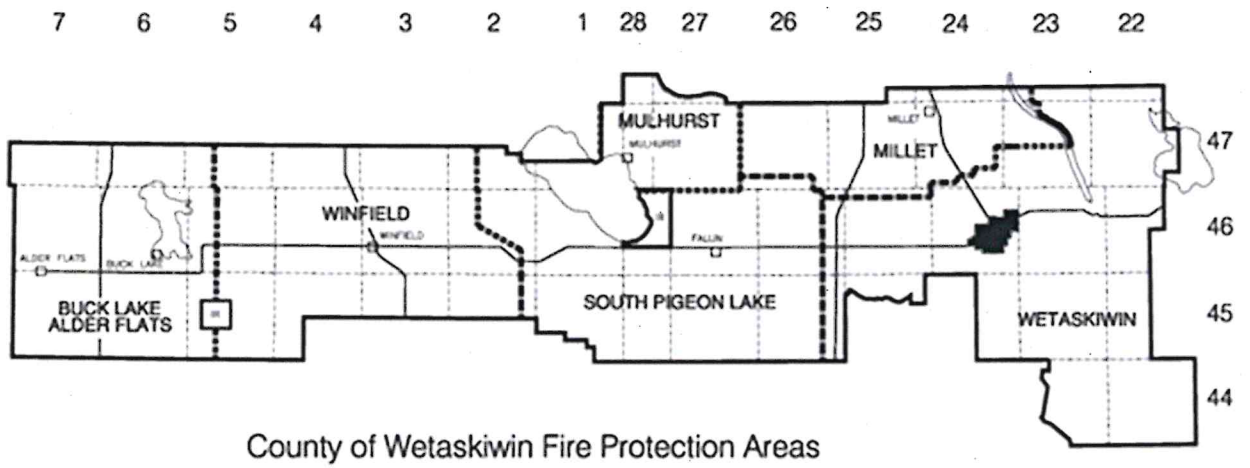 7 6 5 4 3 2 1 28 27 26 25 24 23 22
MULHURST
MULHURST
MILLET
MILLET
47
WINFIELD
WINFIELD
46
FALUN
ALDER FLATS
BUCK LAKE
BUCK LAKE
ALDER FLATS
SOUTH PIGEON LAKE
WETASKIWIN
45
44
County of Wetaskiwin Fire Protection Areas